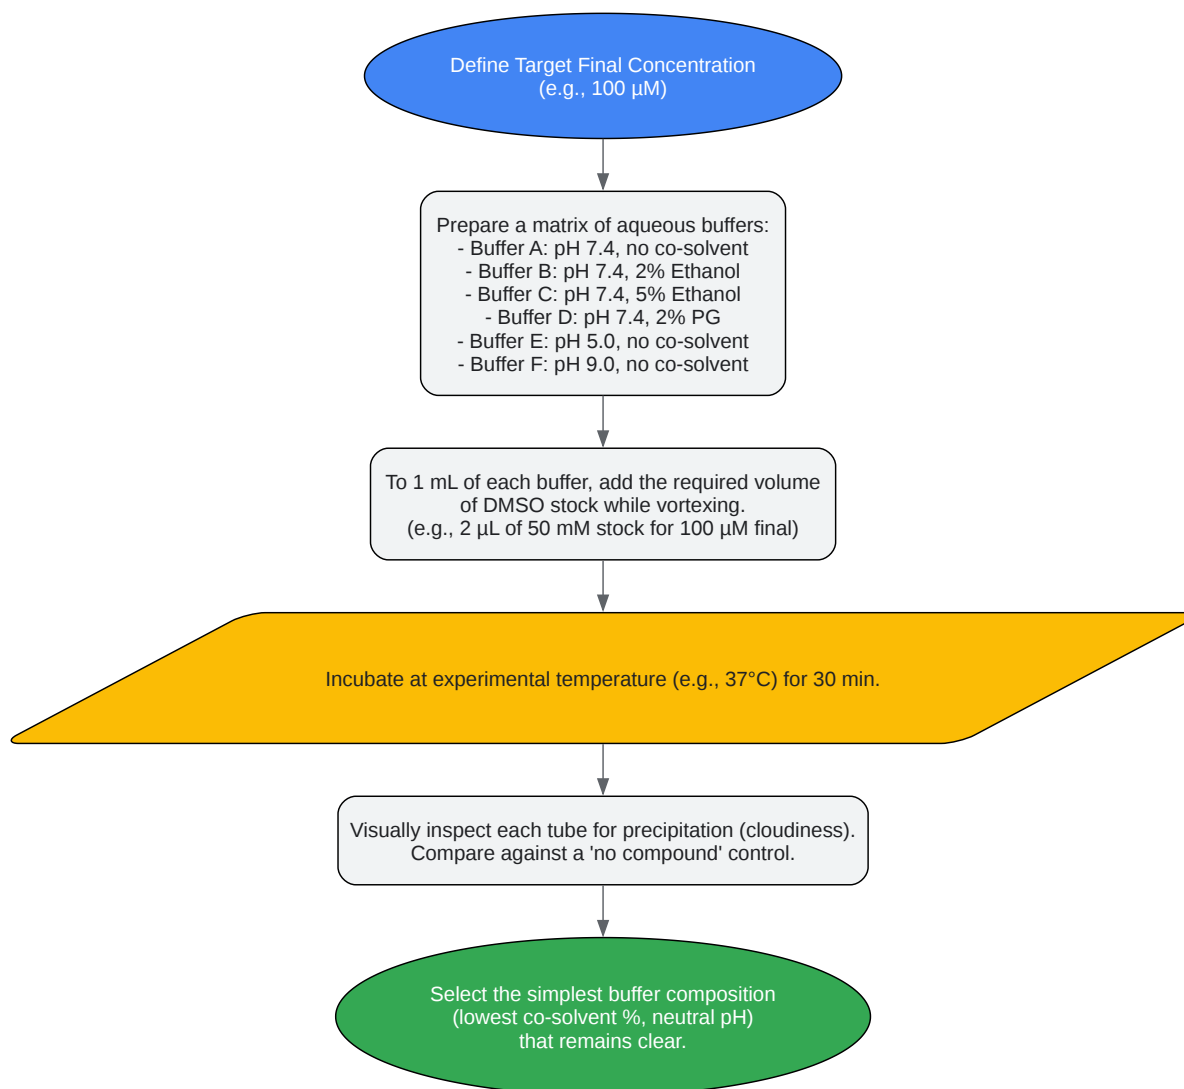 Define Target Final Concentration
(e.g., 100 µM)
Prepare a matrix of aqueous buffers:
- Buffer A: pH 7.4, no co-solvent
- Buffer B: pH 7.4, 2% Ethanol
- Buffer C: pH 7.4, 5% Ethanol
- Buffer D: pH 7.4, 2% PG
- Buffer E: pH 5.0, no co-solvent
- Buffer F: pH 9.0, no co-solvent
To 1 mL of each buffer, add the required volume
of DMSO stock while vortexing.
(e.g., 2 µL of 50 mM stock for 100 µM final)
Incubate at experimental temperature (e.g., 37°C) for 30 min.
Visually inspect each tube for precipitation (cloudiness).
Compare against a 'no compound' control.
Select the simplest buffer composition
(lowest co-solvent %, neutral pH)
that remains clear.